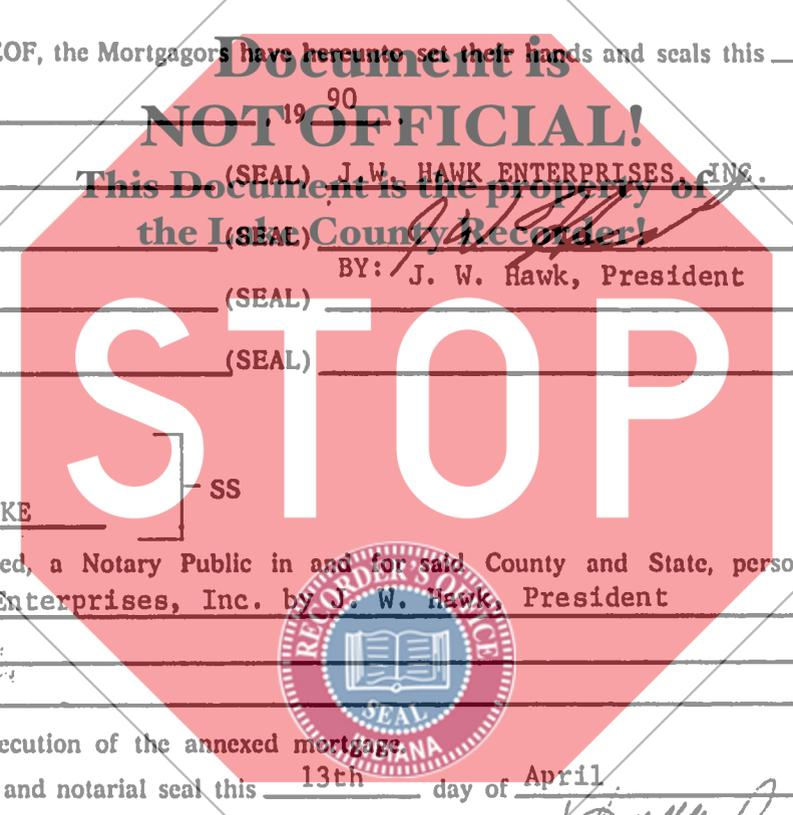 EOF, the Mortgagors have hereunto set their hands and seals this
Document is
, 19 90 .
NOT OFFICIAL!
(SEAL) J.W. HAWK ENTERPRISES, INC.
This Document is the property of
(SEAL)
the Lake County Recorder!
BY: J. W. Hawk, President
(SEAL)
(SEAL)
STOP
SS
KE
ed, a Notary Public in and for said County and State, perso
Enterprises, Inc. by J. W. Hawk, President
RECORDER'S OFFICE
SEAL
INDIANA
ecution of the annexed mortgage.
and notarial seal this 13th day of April